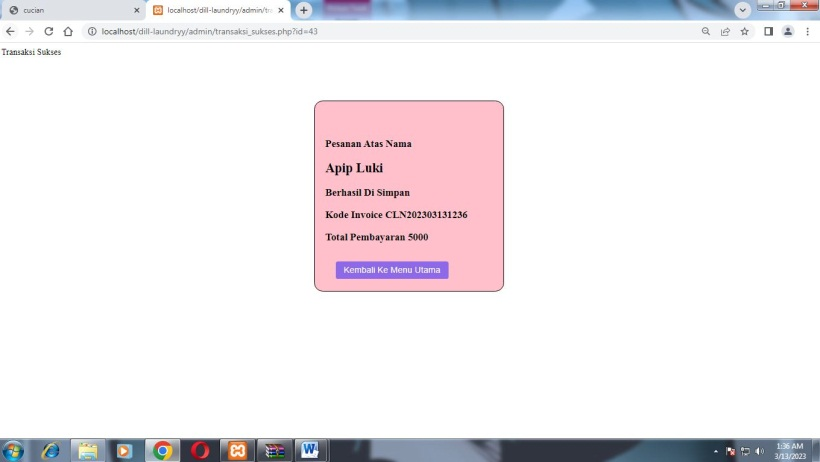 cucian
localhost/dill-laundryy/admin/tra
localhost/dill-laundryy/admin/transaksi_sukses.php?id=43
Transaksi Sukses
Pesanan Atas Nama
Apip Luki
Berhasil Di Simpan
Kode Invoice CLN202303131236
Total Pembayaran 5000
Kembali Ke Menu Utama
1:36 AM
3/13/2023